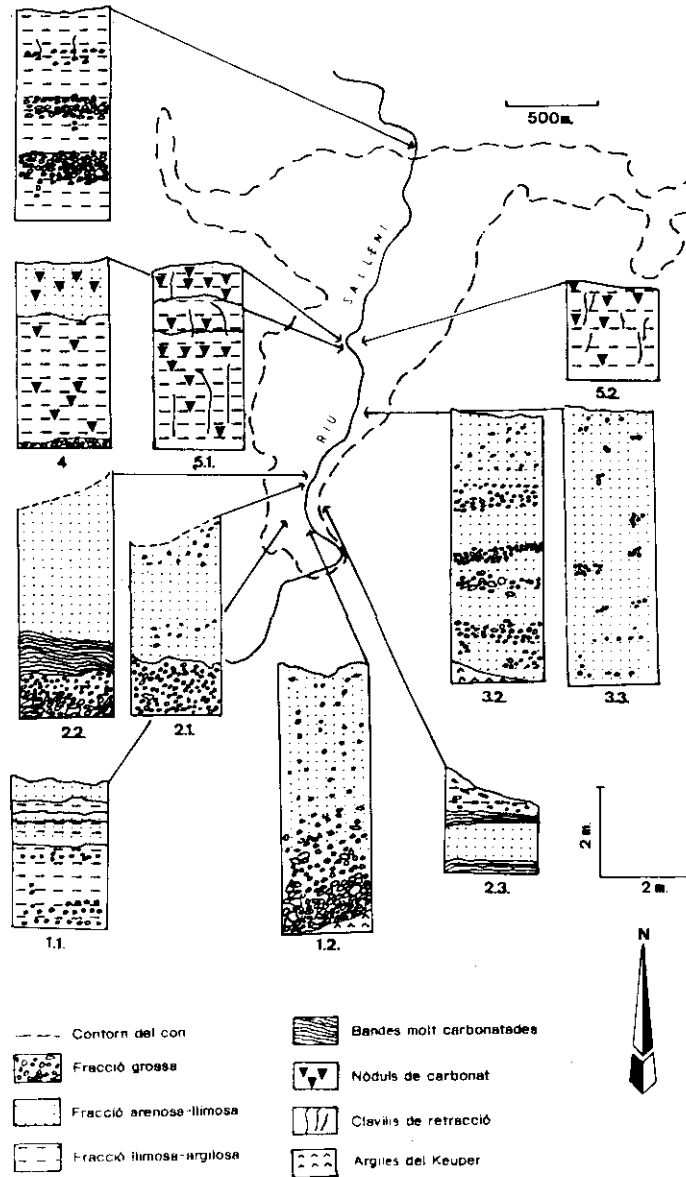 500m.
SALLENI
RIU
4.
5.1.
5.2.
2.2.
2.1.
3.2.
3.3.
1.1.
1.2.
2.3.
2 m.
2 m.
N
Contorn del con
Fracció grossa
Fracció arenosa-llimosa
Fracció llimosa-argilosa
Bandes molt carbonatades
Nòduls de carbonat
Clavills de retracció
Argiles del Keuper